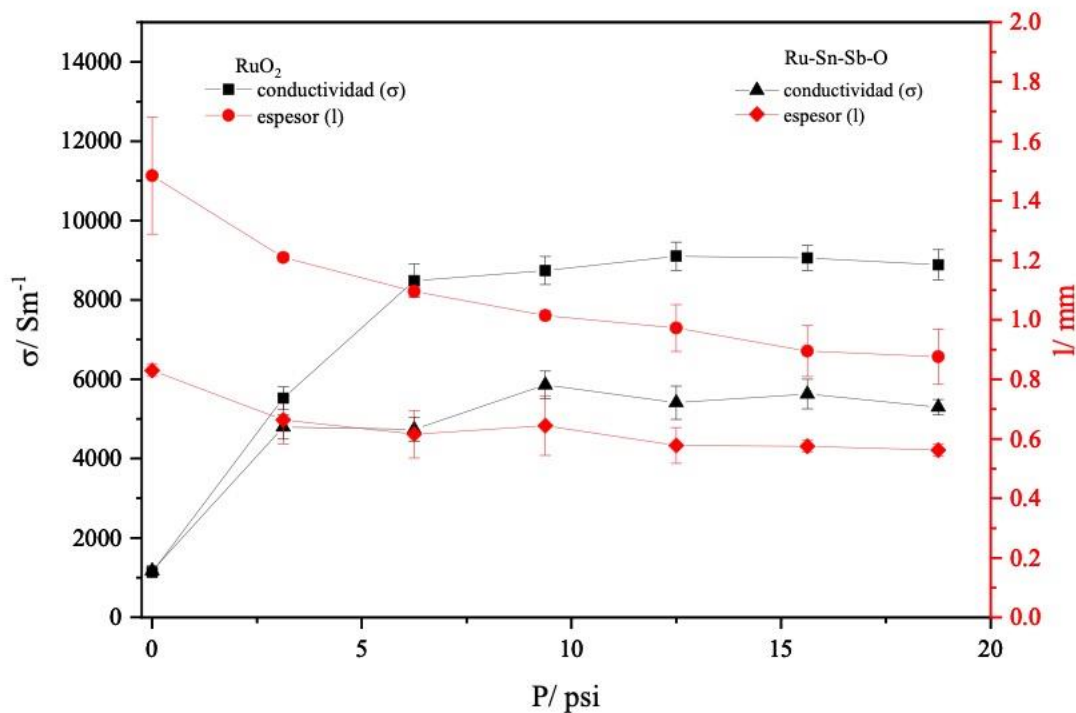 RuO₂
conductividad (σ)
espesor (l)
Ru-Sn-Sb-O
conductividad (σ)
espesor (l)
14000
12000
10000
8000
6000
4000
2000
0
σ/ Sm⁻¹
2.0
1.8
1.6
1.4
1.2
1.0
0.8
0.6
0.4
0.2
0.0
l/ mm
0 5 10 15 20
P/ psi